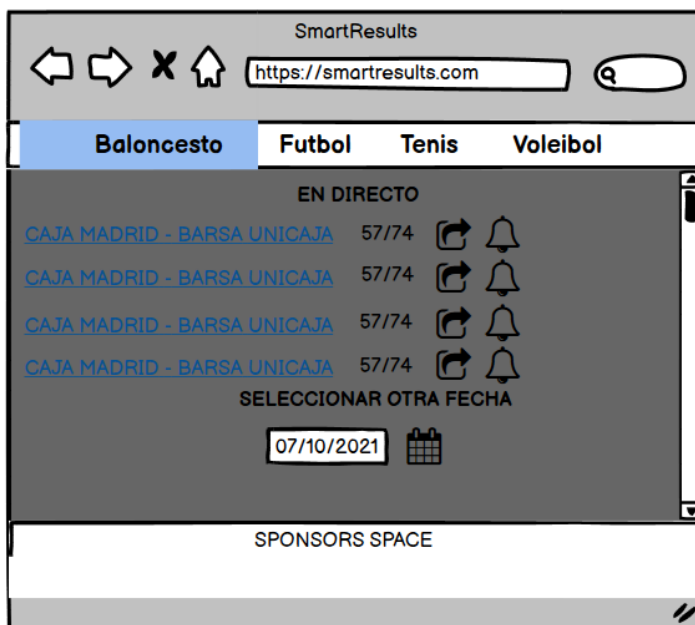 SmartResults
https://smartresults.com
Baloncesto Futbol Tenis Voleibol
EN DIRECTO
CAJA MADRID - BARSA UNICAJA 57/74
CAJA MADRID - BARSA UNICAJA 57/74
CAJA MADRID - BARSA UNICAJA 57/74
CAJA MADRID - BARSA UNICAJA 57/74
SELECCIONAR OTRA FECHA
07/10/2021
SPONSORS SPACE